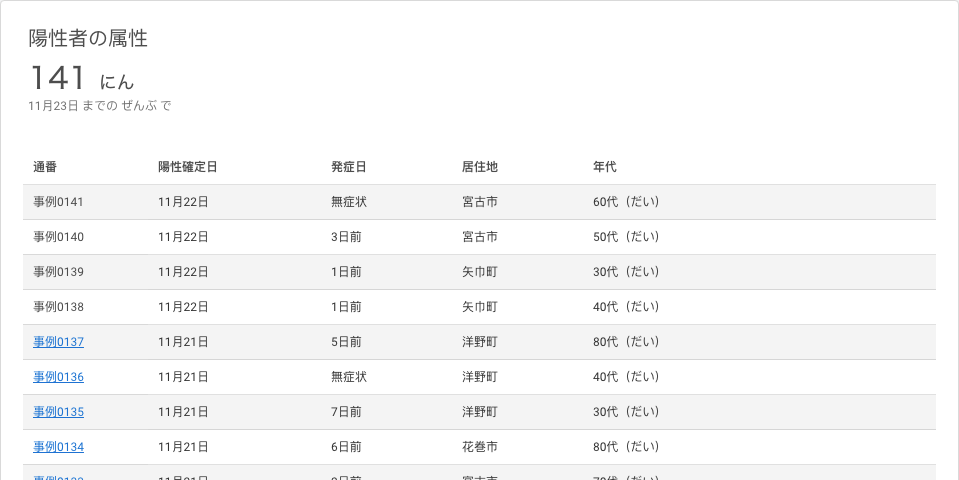 陽性者の属性
141 にん
11月23日 までの ぜんぶ で
通番 陽性確定日 発症日 居住地 年代
事例0141 11月22日 無症状 宮古市 60代（だい）
事例0140 11月22日 3日前 宮古市 50代（だい）
事例0139 11月22日 1日前 矢巾町 30代（だい）
事例0138 11月22日 1日前 矢巾町 40代（だい）
事例0137 11月21日 5日前 洋野町 80代（だい）
事例0136 11月21日 無症状 洋野町 40代（だい）
事例0135 11月21日 7日前 洋野町 30代（だい）
事例0134 11月21日 6日前 花巻市 80代（だい）